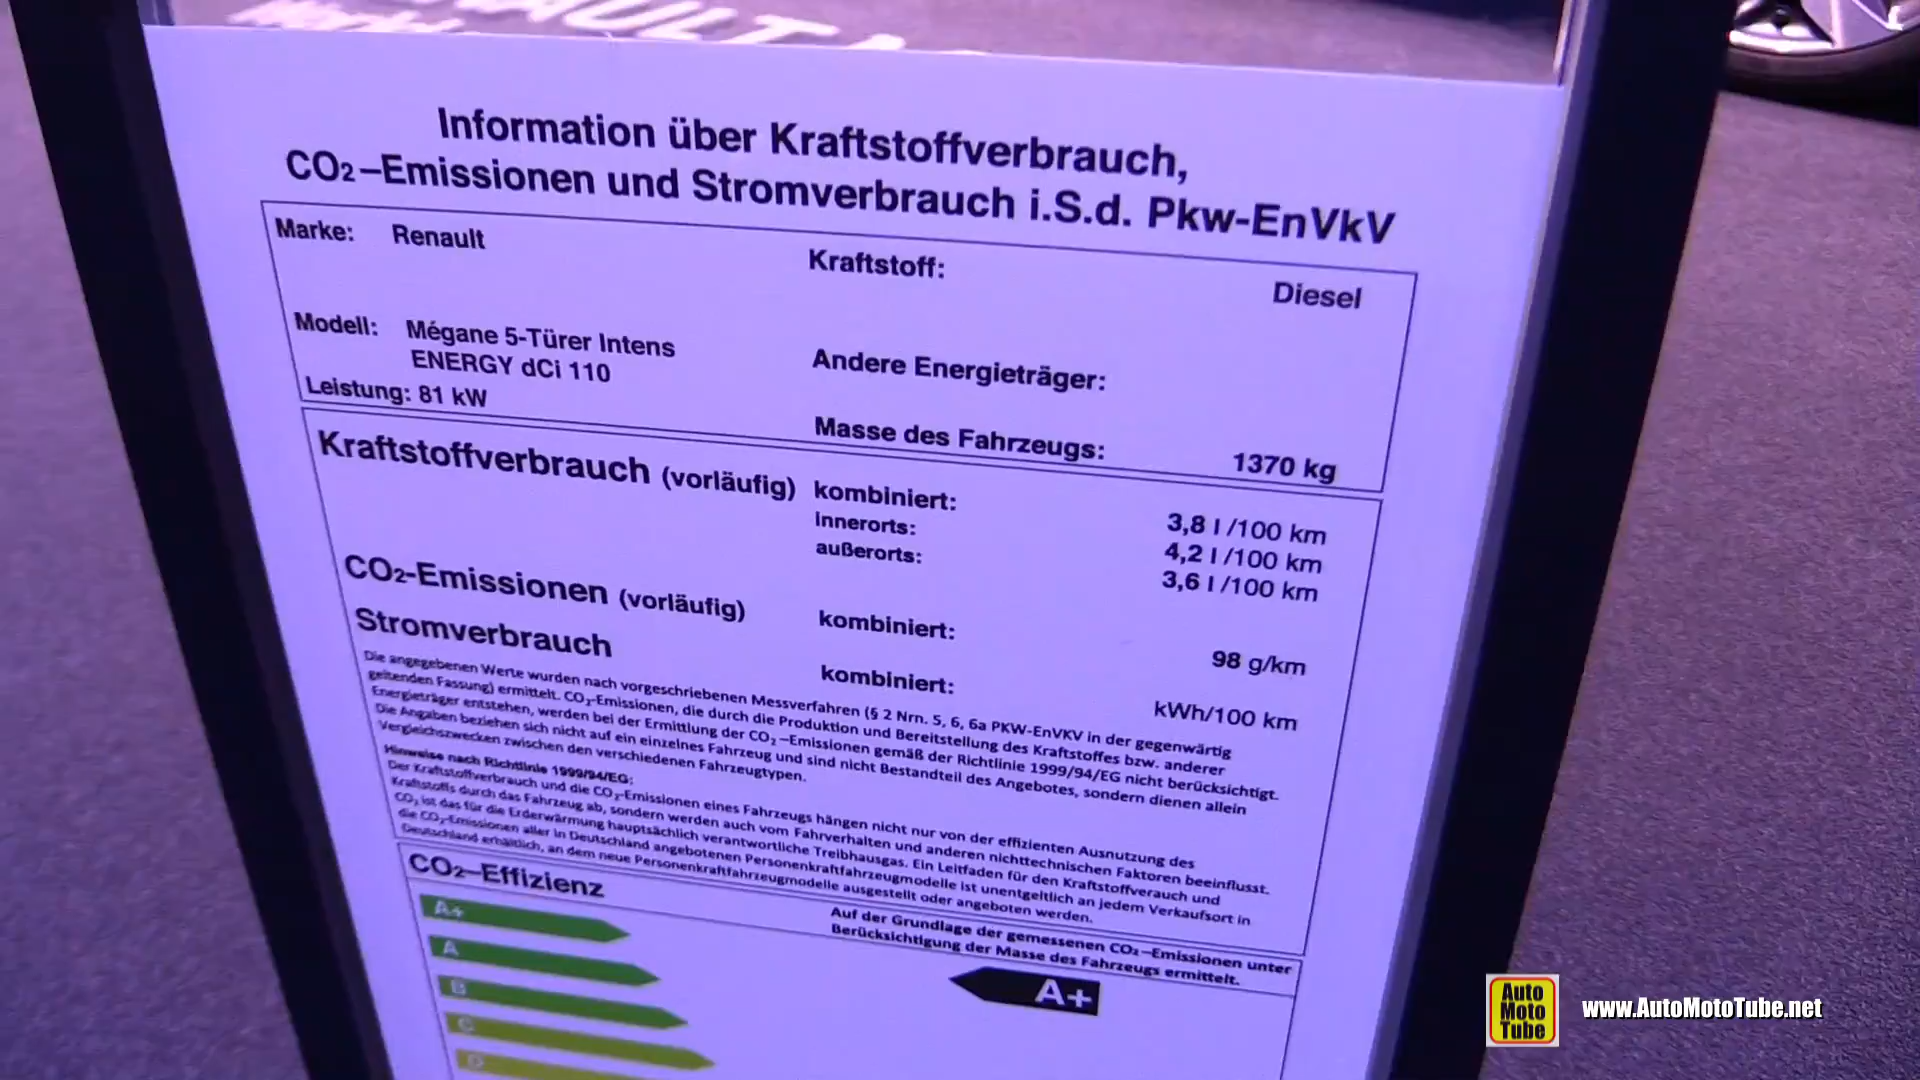 RENAULT
Information über Kraftstoffverbrauch,
CO2–Emissionen und Stromverbrauch i.S.d. Pkw-EnVkV
Marke: Renault
Kraftstoff: Diesel
Modell: Mégane 5-Türer Intens
ENERGY dCi 110
Andere Energieträger:
Leistung: 81 kW
Masse des Fahrzeugs: 1370 kg
Kraftstoffverbrauch (vorläufig) kombiniert: 3,8 l /100 km
Innerorts: 4,2 l /100 km
außerorts: 3,6 l /100 km
CO2-Emissionen (vorläufig) kombiniert: 98 g/km
Stromverbrauch kombiniert: kWh/100 km
Die angegebenen Werte wurden nach vorgeschriebenen Messverfahren (§ 2 Nrn. 5, 6, 6a PKW-EnVKV in der gegenwärtig
geltenden Fassung) ermittelt. CO2-Emissionen, die durch die Produktion und Bereitstellung des Kraftstoffes bzw. anderer
Energieträger entstehen, werden bei der Ermittlung der CO2 –Emissionen gemäß der Richtlinie 1999/94/EG nicht berücksichtigt.
Die Angaben beziehen sich nicht auf ein einzelnes Fahrzeug und sind nicht Bestandteil des Angebotes, sondern dienen allein
Vergleichszwecken zwischen den verschiedenen Fahrzeugtypen.
Hinweise nach Richtlinie 1999/94/EG:
Der Kraftstoffverbrauch und die CO2-Emissionen eines Fahrzeugs hängen nicht nur von der effizienten Ausnutzung des
Kraftstoffs durch das Fahrzeug ab, sondern werden auch vom Fahrverhalten und anderen nichttechnischen Faktoren beeinflusst.
CO2 ist das für die Erderwärmung hauptsächlich verantwortliche Treibhausgas. Ein Leitfaden für den Kraftstoffverauch und
die CO2-Emissionen aller in Deutschland angebotenen Personenkraftfahrzeugmodelle ist unentgeltlich an jedem Verkaufsort in
Deutschland erhältlich, an dem neue Personenkraftfahrzeugmodelle ausgestellt oder angeboten werden.
CO2–Effizienz
Auf der Grundlage der gemessenen CO2–Emissionen unter
Berücksichtigung der Masse des Fahrzeugs ermittelt.
A+
A
B
C
D
A+
Auto
Moto
Tube
www.AutoMotoTube.net